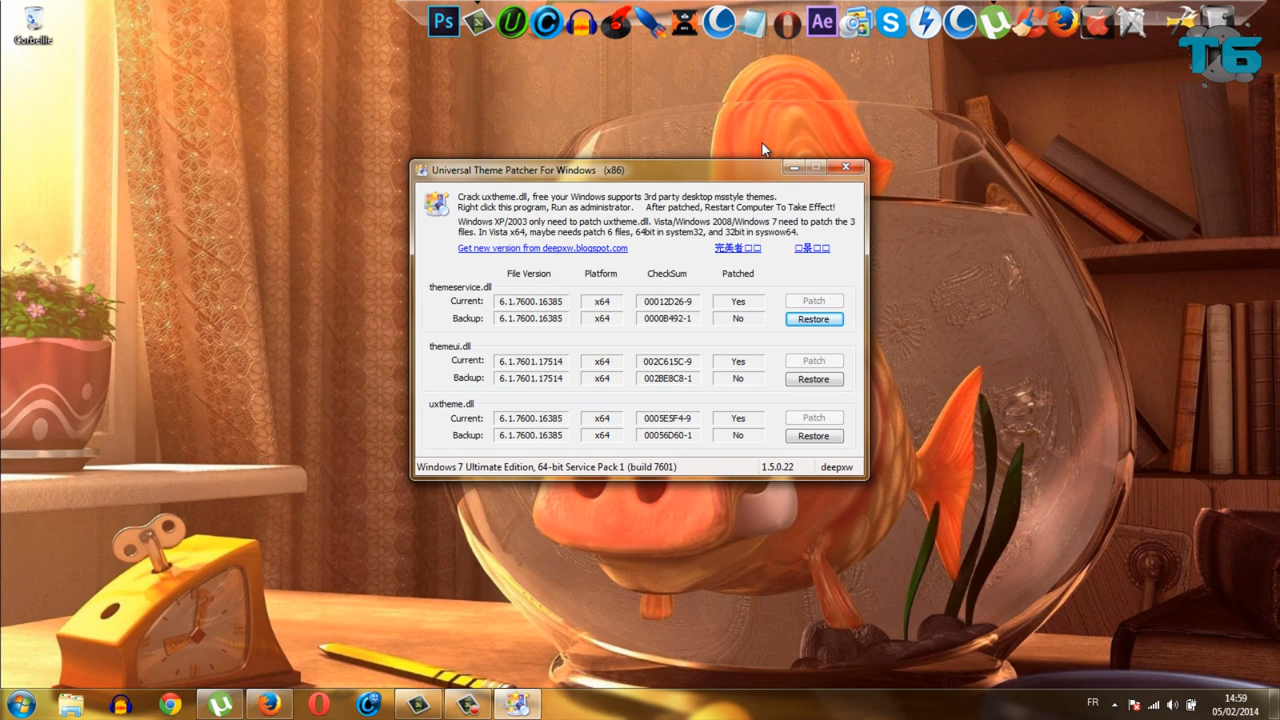 Ps
Ae
Corbeille
T6
Universal Theme Patcher For Windows (x86)
Crack uxtheme.dll, free your Windows supports 3rd party desktop msstyle themes.
Right click this program, Run as administrator. After patched, Restart Computer To Take Effect!
Windows XP/2003 only need to patch uxtheme.dll. Vista/Windows 2008/Windows 7 need to patch the 3
files. In Vista x64, maybe needs patch 6 files, 64bit in system32, and 32bit in syswow64.
Get new version from deepxw.blogspot.com 完美者□□ □景□□
File Version Platform CheckSum Patched
themeservice.dll
Current: 6.1.7600.16385 x64 00012D26-9 Yes Patch
Backup: 6.1.7600.16385 x64 0000B492-1 No Restore
themeui.dll
Current: 6.1.7601.17514 x64 002C615C-9 Yes Patch
Backup: 6.1.7601.17514 x64 002BE8C8-1 No Restore
uxtheme.dll
Current: 6.1.7600.16385 x64 0005E5F4-9 Yes Patch
Backup: 6.1.7600.16385 x64 00056D60-1 No Restore
Windows 7 Ultimate Edition, 64-bit Service Pack 1 (build 7601) 1.5.0.22 deepxw
FR
14:59
05/02/2014